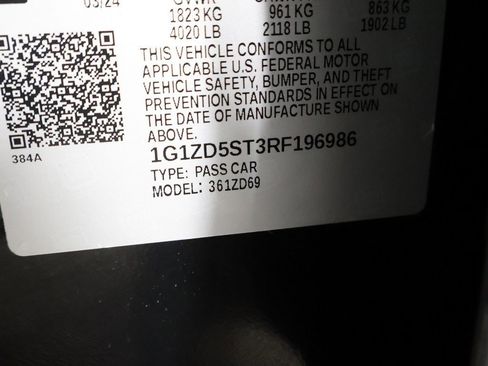 03/24
1823 KG 961 KG 863 KG
4020 LB 2118 LB 1902 LB
THIS VEHICLE CONFORMS TO ALL
APPLICABLE U.S. FEDERAL MOTOR
VEHICLE SAFETY, BUMPER, AND THEFT
PREVENTION STANDARDS IN EFFECT ON
THE DATE OF MANUFACTURE SHOWN
ABOVE.
384A
1G1ZD5ST3RF196986
TYPE: PASS CAR
MODEL: 361ZD69